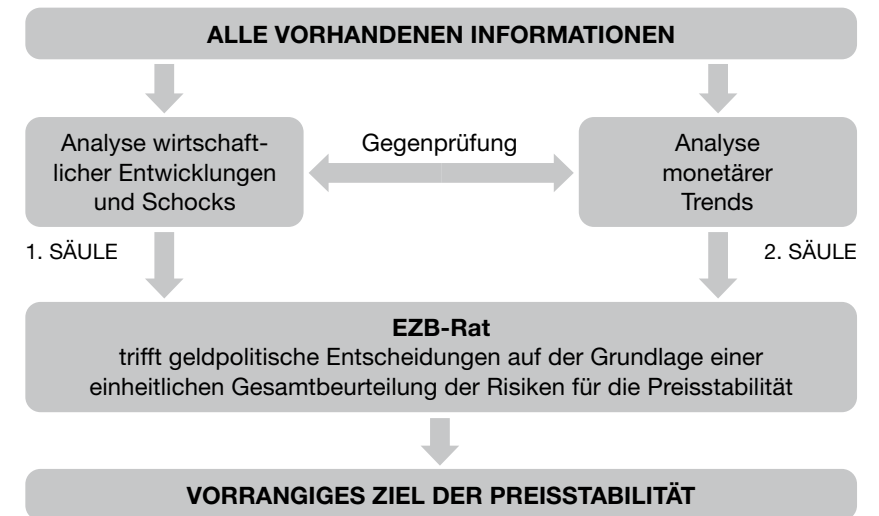 ALLE VORHANDENEN INFORMATIONEN
Analyse wirtschaft-
licher Entwicklungen
und Schocks
Gegenprüfung
Analyse
monetärer
Trends
1. SÄULE
2. SÄULE
EZB-Rat
trifft geldpolitische Entscheidungen auf der Grundlage einer
einheitlichen Gesamtbeurteilung der Risiken für die Preisstabilität
VORRANGIGES ZIEL DER PREISSTABILITÄT